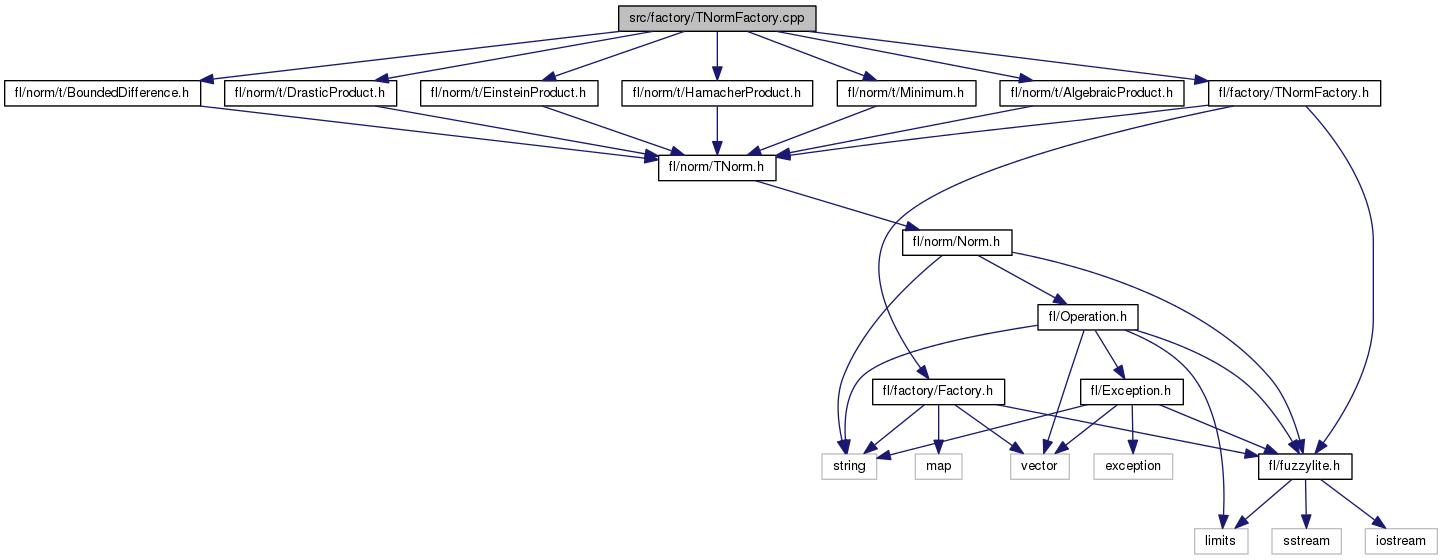 src/factory/TNormFactory.cpp
fl/norm/t/BoundedDifference.h
fl/norm/t/DrasticProduct.h
fl/norm/t/EinsteinProduct.h
fl/norm/t/HamacherProduct.h
fl/norm/t/Minimum.h
fl/norm/t/AlgebraicProduct.h
fl/factory/TNormFactory.h
fl/norm/TNorm.h
fl/norm/Norm.h
fl/Operation.h
fl/factory/Factory.h
fl/Exception.h
string
map
vector
exception
fl/fuzzylite.h
limits
sstream
iostream